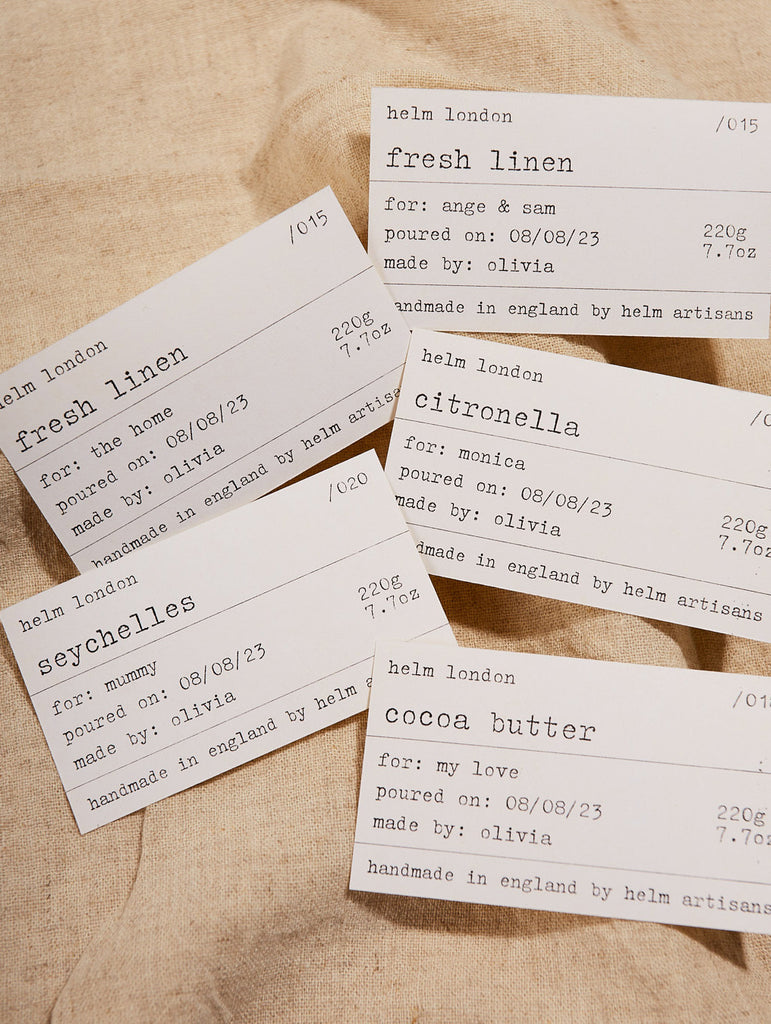 helm london
/015
fresh linen
for: ange & sam
poured on: 08/08/23
made by: olivia
220g
7.7oz
andmade in england by helm artisans
/015
helm london
fresh linen
220g
7.7oz
for: the home
poured on: 08/08/23
made by: olivia
handmade in england by helm artisa
helm london
/0
citronella
for: monica
poured on: 08/08/23
made by: olivia
220g
7.7oz
dmade in england by helm artisans
/020
helm london
seychelles
220g
7.7oz
for: mummy
poured on: 08/08/23
made by: olivia
handmade in england by helm a
helm london
/01
cocoa butter
for: my love
poured on: 08/08/23
made by: olivia
220g
7.7oz
handmade in england by helm artisans